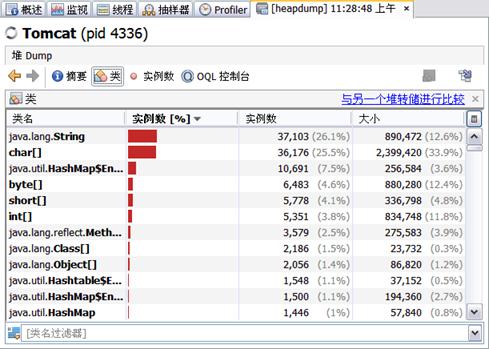 概述 监视 线程 抽样器 Profiler [heapdump] 11:28:48 上午
Tomcat (pid 4336)
堆 Dump
摘要 类 实例数 OQL 控制台
类 与另一个堆转储进行比较
类名 实例数 [%] 实例数 大小
java.lang.String 37,103 (26.1%) 890,472 (12.6%)
char[] 36,176 (25.5%) 2,399,420 (33.9%)
java.util.HashMap$En... 10,691 (7.5%) 256,584 (3.6%)
byte[] 6,483 (4.6%) 880,280 (12.4%)
short[] 5,778 (4.1%) 336,798 (4.8%)
int[] 5,351 (3.8%) 834,748 (11.8%)
java.lang.reflect.Meth... 3,579 (2.5%) 275,583 (3.9%)
java.lang.Class[] 2,186 (1.5%) 23,732 (0.3%)
java.lang.Object[] 2,056 (1.4%) 86,820 (1.2%)
java.util.Hashtable$E... 1,548 (1.1%) 37,152 (0.5%)
java.util.HashMap$En... 1,500 (1.1%) 194,360 (2.7%)
java.util.HashMap 1,446 (1%) 57,840 (0.8%)
[类名过滤器]